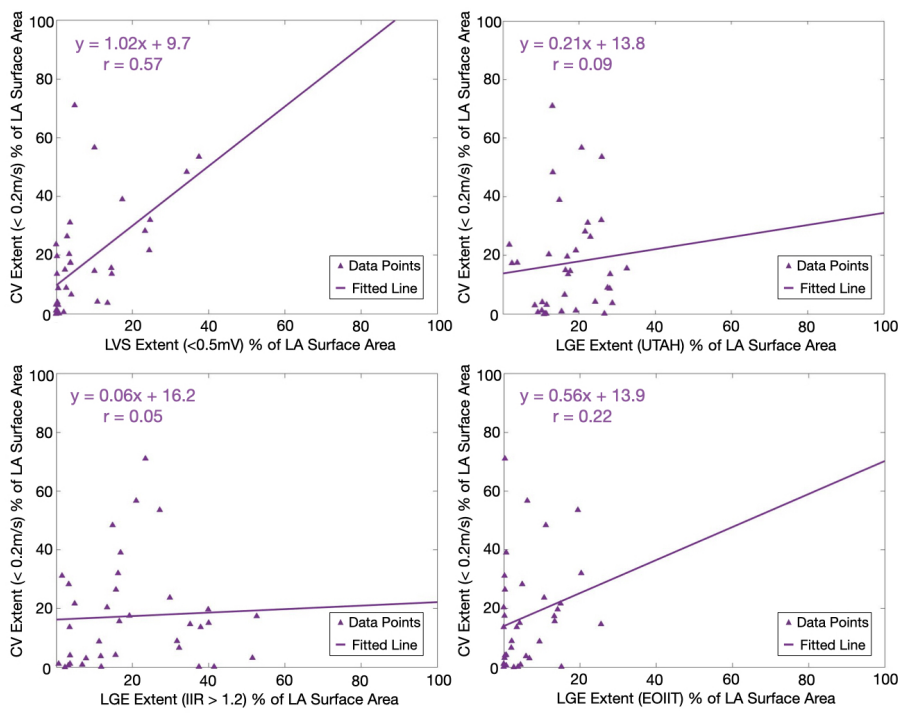 y = 1.02x + 9.7
r = 0.57
CV Extent (< 0.2m/s) % of LA Surface Area
100
80
60
40
20
0
Data Points
Fitted Line
0
20
40
60
80
100
LVS Extent (<0.5mV) % of LA Surface Area
y = 0.21x + 13.8
r = 0.09
CV Extent (< 0.2m/s) % of LA Surface Area
100
80
60
40
20
0
Data Points
Fitted Line
20
40
60
80
100
LGE Extent (UTAH) % of LA Surface Area
y = 0.06x + 16.2
r = 0.05
CV Extent (< 0.2m/s) % of LA Surface Area
100
80
60
40
20
0
Data Points
Fitted Line
0
20
40
60
80
100
LGE Extent (IIR > 1.2) % of LA Surface Area
y = 0.56x + 13.9
r = 0.22
CV Extent (< 0.2m/s) % of LA Surface Area
100
80
60
40
20
0
Data Points
Fitted Line
0
20
40
60
80
100
LGE Extent (EOIIT) % of LA Surface Area